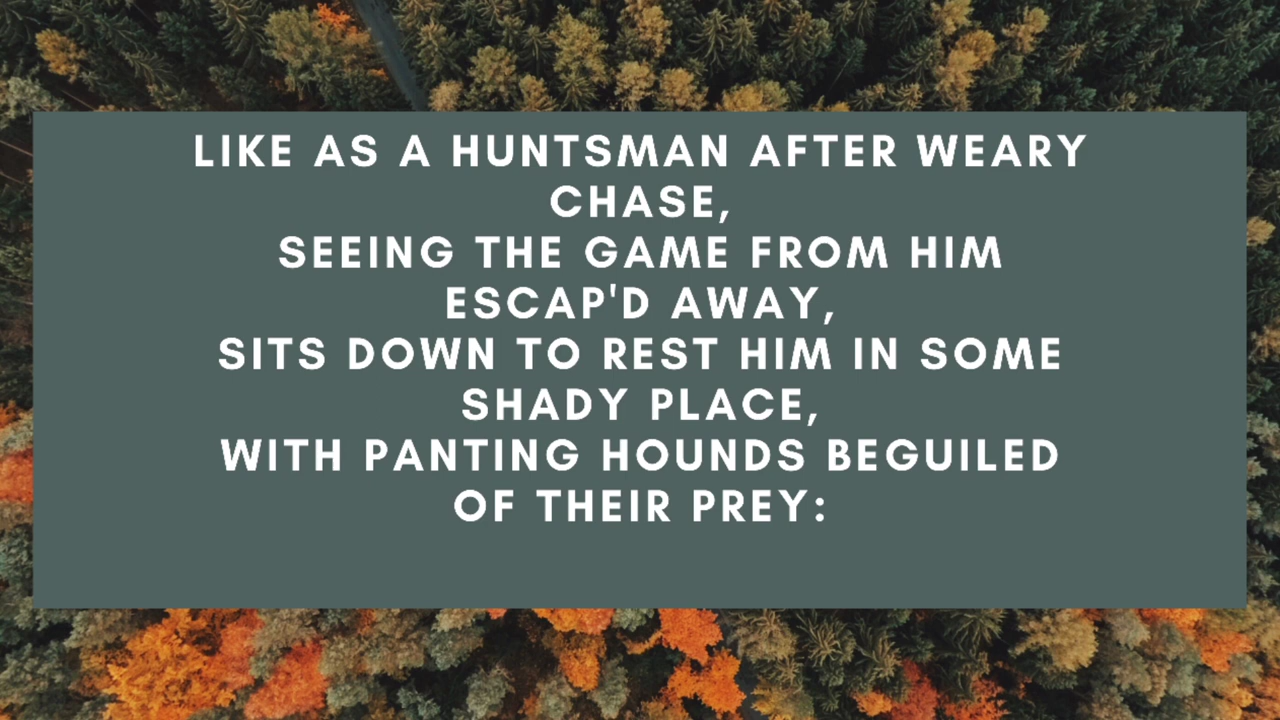 LIKE AS A HUNTSMAN AFTER WEARY
CHASE,
SEEING THE GAME FROM HIM
ESCAP'D AWAY,
SITS DOWN TO REST HIM IN SOME
SHADY PLACE,
WITH PANTING HOUNDS BEGUILED
OF THEIR PREY: